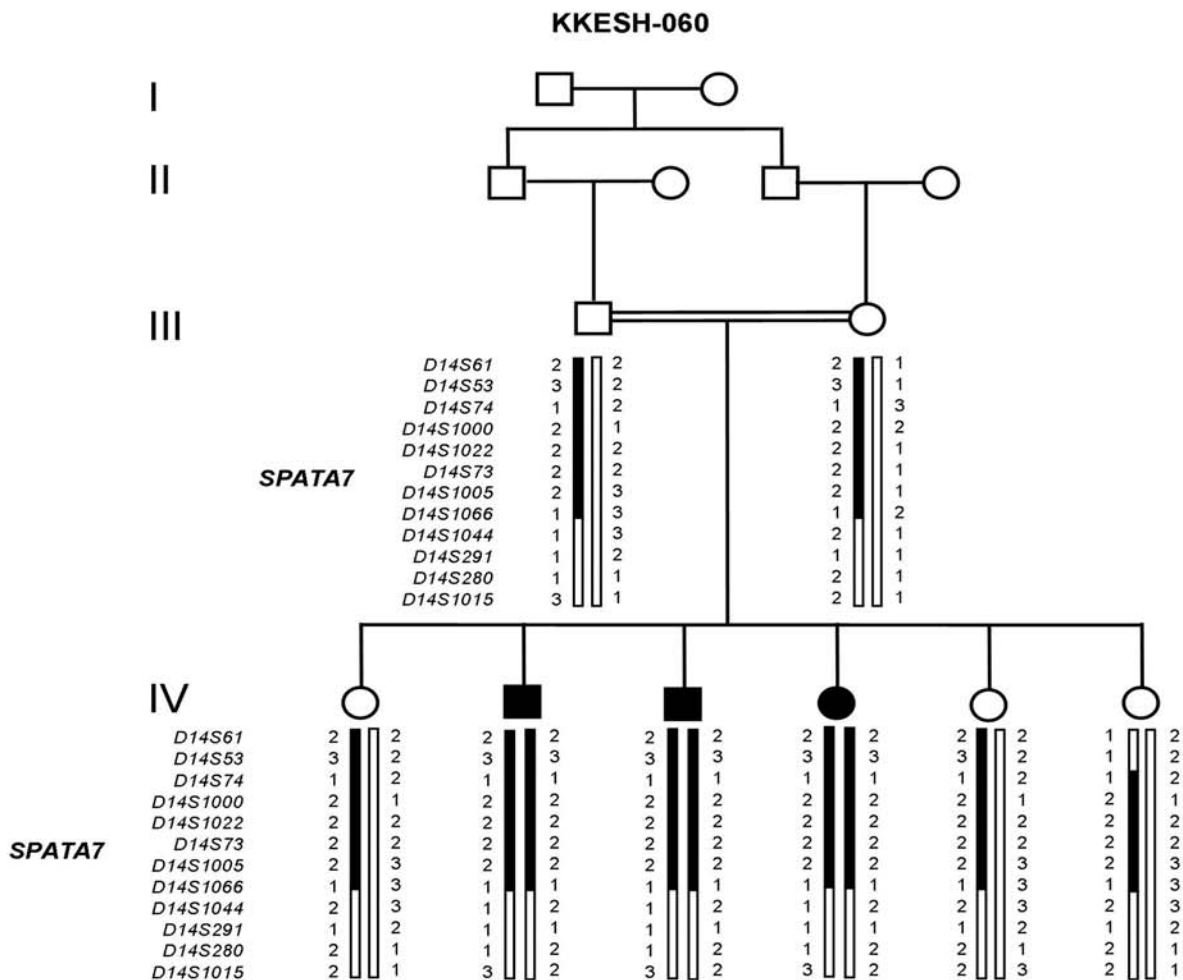 KKESH-060
I
II
III
D14S61 2 2 2 1
D14S53 3 2 3 1
D14S74 1 2 1 3
D14S1000 2 1 2 2
D14S1022 2 2 2 1
D14S73 2 2 2 1
SPATA7
D14S1005 2 3 2 1
D14S1066 1 3 1 2
D14S1044 1 3 2 1
D14S291 1 2 1 1
D14S280 1 1 2 1
D14S1015 3 1 2 1
IV
D14S61 2 2 2 2 2 2 2 2 2 2 1 2
D14S53 3 2 3 3 3 3 3 3 3 2 1 2
D14S74 1 2 1 1 1 1 1 1 1 2 1 2
D14S1000 2 1 2 2 2 2 2 2 2 1 2 1
D14S1022 2 2 2 2 2 2 2 2 2 2 2 2
D14S73 2 2 2 2 2 2 2 2 2 2 2 2
SPATA7
D14S1005 2 3 2 2 2 2 2 2 2 3 2 3
D14S1066 1 3 1 1 1 1 1 1 1 3 1 3
D14S1044 2 3 1 2 1 2 1 2 2 3 2 3
D14S291 1 2 1 1 1 1 1 1 1 2 1 2
D14S280 2 1 1 2 1 2 1 2 2 1 2 1
D14S1015 2 1 3 2 3 2 3 2 2 3 2 1